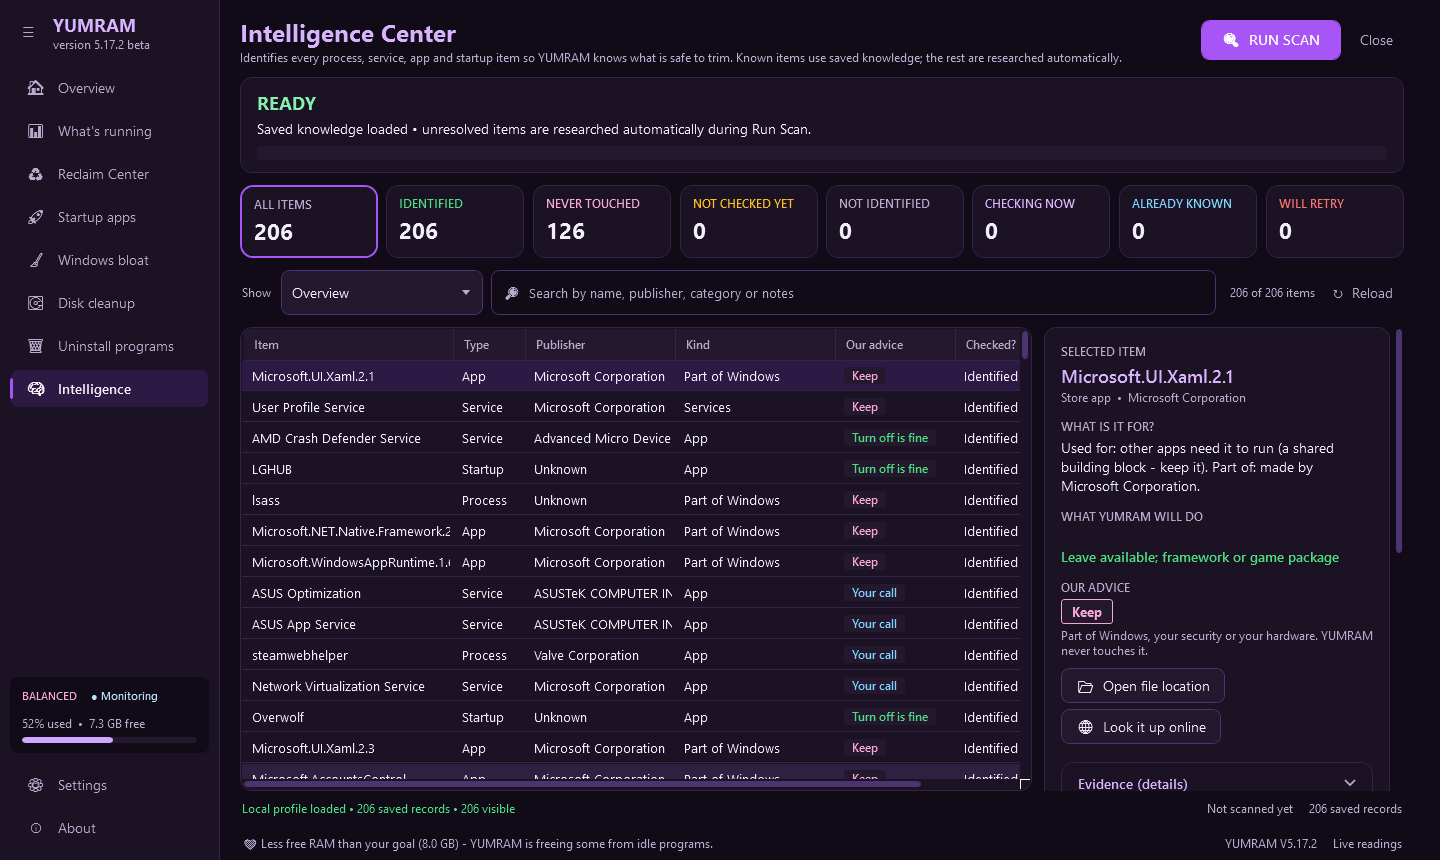 YUMRAM
version 5.17.2 beta
Overview
What's running
Reclaim Center
Startup apps
Windows bloat
Disk cleanup
Uninstall programs
Intelligence
BALANCED • Monitoring
52% used • 7.3 GB free
Settings
About
Intelligence Center
Identifies every process, service, app and startup item so YUMRAM knows what is safe to trim. Known items use saved knowledge; the rest are researched automatically.
RUN SCAN
Close
READY
Saved knowledge loaded • unresolved items are researched automatically during Run Scan.
ALL ITEMS
206
IDENTIFIED
206
NEVER TOUCHED
126
NOT CHECKED YET
0
NOT IDENTIFIED
0
CHECKING NOW
0
ALREADY KNOWN
0
WILL RETRY
0
Show
Overview
Search by name, publisher, category or notes
206 of 206 items
Reload
Item Type Publisher Kind Our advice Checked?
Microsoft.UI.Xaml.2.1 App Microsoft Corporation Part of Windows Keep Identified
User Profile Service Service Microsoft Corporation Services Keep Identified
AMD Crash Defender Service Service Advanced Micro Device App Turn off is fine Identified
LGHUB Startup Unknown App Turn off is fine Identified
lsass Process Unknown Part of Windows Keep Identified
Microsoft.NET.Native.Framework.2 App Microsoft Corporation Part of Windows Keep Identified
Microsoft.WindowsAppRuntime.1.6 App Microsoft Corporation Part of Windows Keep Identified
ASUS Optimization Service ASUSTeK COMPUTER IN App Your call Identified
ASUS App Service Service ASUSTeK COMPUTER IN App Your call Identified
steamwebhelper Process Valve Corporation App Your call Identified
Network Virtualization Service Service Microsoft Corporation App Your call Identified
Overwolf Startup Unknown App Turn off is fine Identified
Microsoft.UI.Xaml.2.3 App Microsoft Corporation Part of Windows Keep Identified
Microsoft.AccountsControl App Microsoft Corporation Part of Windows Keep Identified
SELECTED ITEM
Microsoft.UI.Xaml.2.1
Store app • Microsoft Corporation
WHAT IS IT FOR?
Used for: other apps need it to run (a shared
building block - keep it). Part of: made by
Microsoft Corporation.
WHAT YUMRAM WILL DO
Leave available; framework or game package
OUR ADVICE
Keep
Part of Windows, your security or your hardware. YUMRAM
never touches it.
Open file location
Look it up online
Evidence (details)
Local profile loaded • 206 saved records • 206 visible
Not scanned yet
206 saved records
Less free RAM than your goal (8.0 GB) - YUMRAM is freeing some from idle programs.
YUMRAM V5.17.2
Live readings